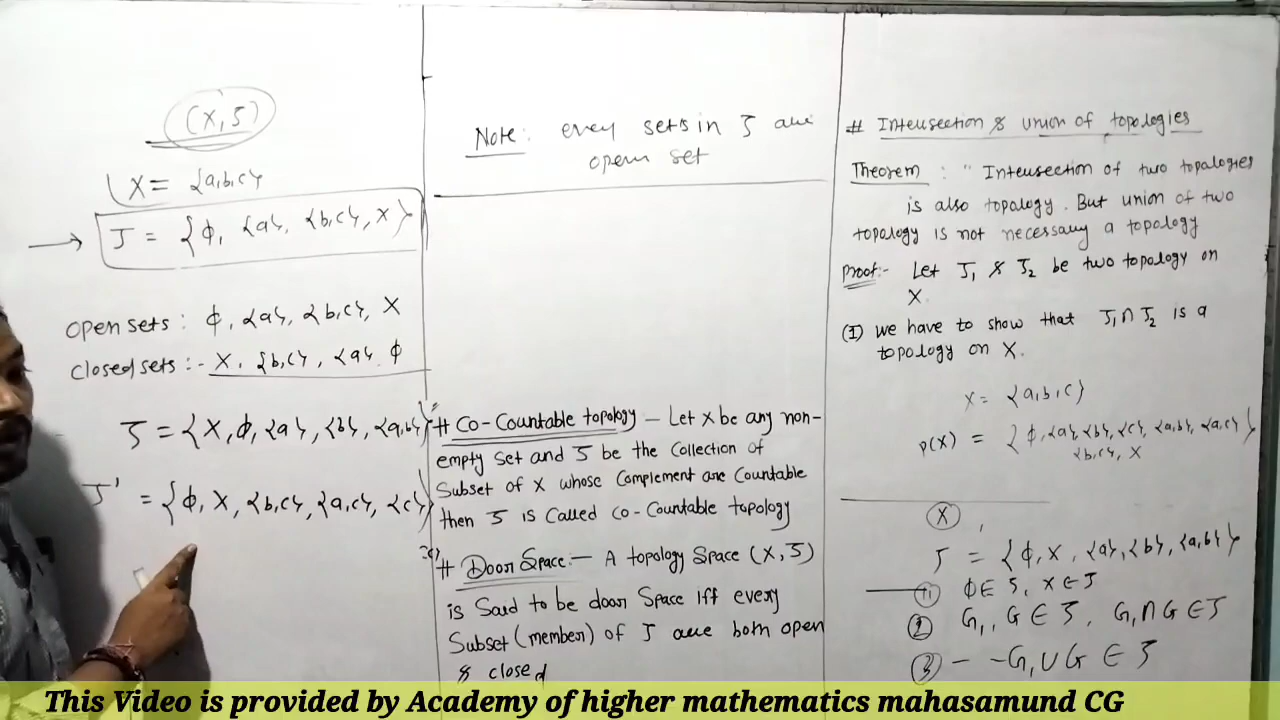 (X, ℑ)
X = {a,b,c}
ℑ = {ϕ, {a}, {b,c}, X}
open sets : ϕ, {a}, {b,c}, X
closed sets :- X, {b,c}, {a}, ϕ
ℑ = {X, ϕ, {a}, {b}, {a,b}}
ℑ' = {ϕ, X, {b,c}, {a,c}, {c}}
Note: every sets in ℑ are
open set
# Co-Countable topology — Let X be any non-
empty set and ℑ be the Collection of
Subset of X whose Complement are Countable
then ℑ is Called Co-Countable topology
# Door Space:— A topology Space (X, ℑ)
is Said to be door Space iff every
Subset (member) of ℑ are both open
& closed
# Intersection & union of topologies
Theorem : " Intersection of two topologies
is also topology. But union of two
topology is not necessary a topology
Proof:- Let ℑ₁ & ℑ₂ be two topology on
X.
(I) we have to show that ℑ₁ ∩ ℑ₂ is a
topology on X.
X = {a,b,c}
P(X) = {ϕ, {a}, {b}, {c}, {a,b}, {a,c}}
{b,c}, X
X ,
ℑ = {ϕ, X, {a}, {b}, {a,b}}
① ϕ ∈ ℑ, X ∈ ℑ
② G₁, G ∈ ℑ, G₁ ∩ G ∈ ℑ
③ - - G₁ ∪ G ∈ ℑ
This Video is provided by Academy of higher mathematics mahasamund CG